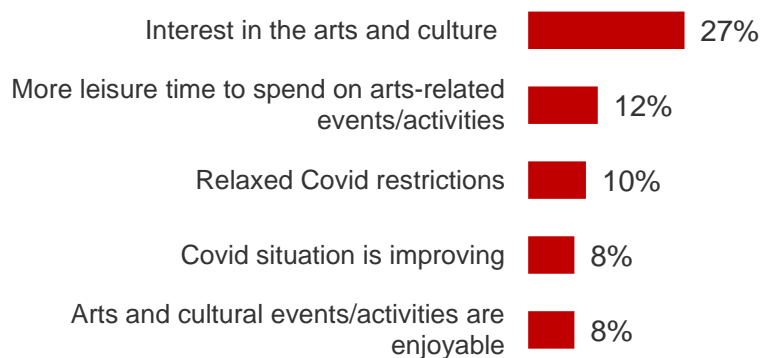 Interest in the arts and culture 27%
More leisure time to spend on arts-related
events/activities 12%
Relaxed Covid restrictions 10%
Covid situation is improving 8%
Arts and cultural events/activities are
enjoyable 8%